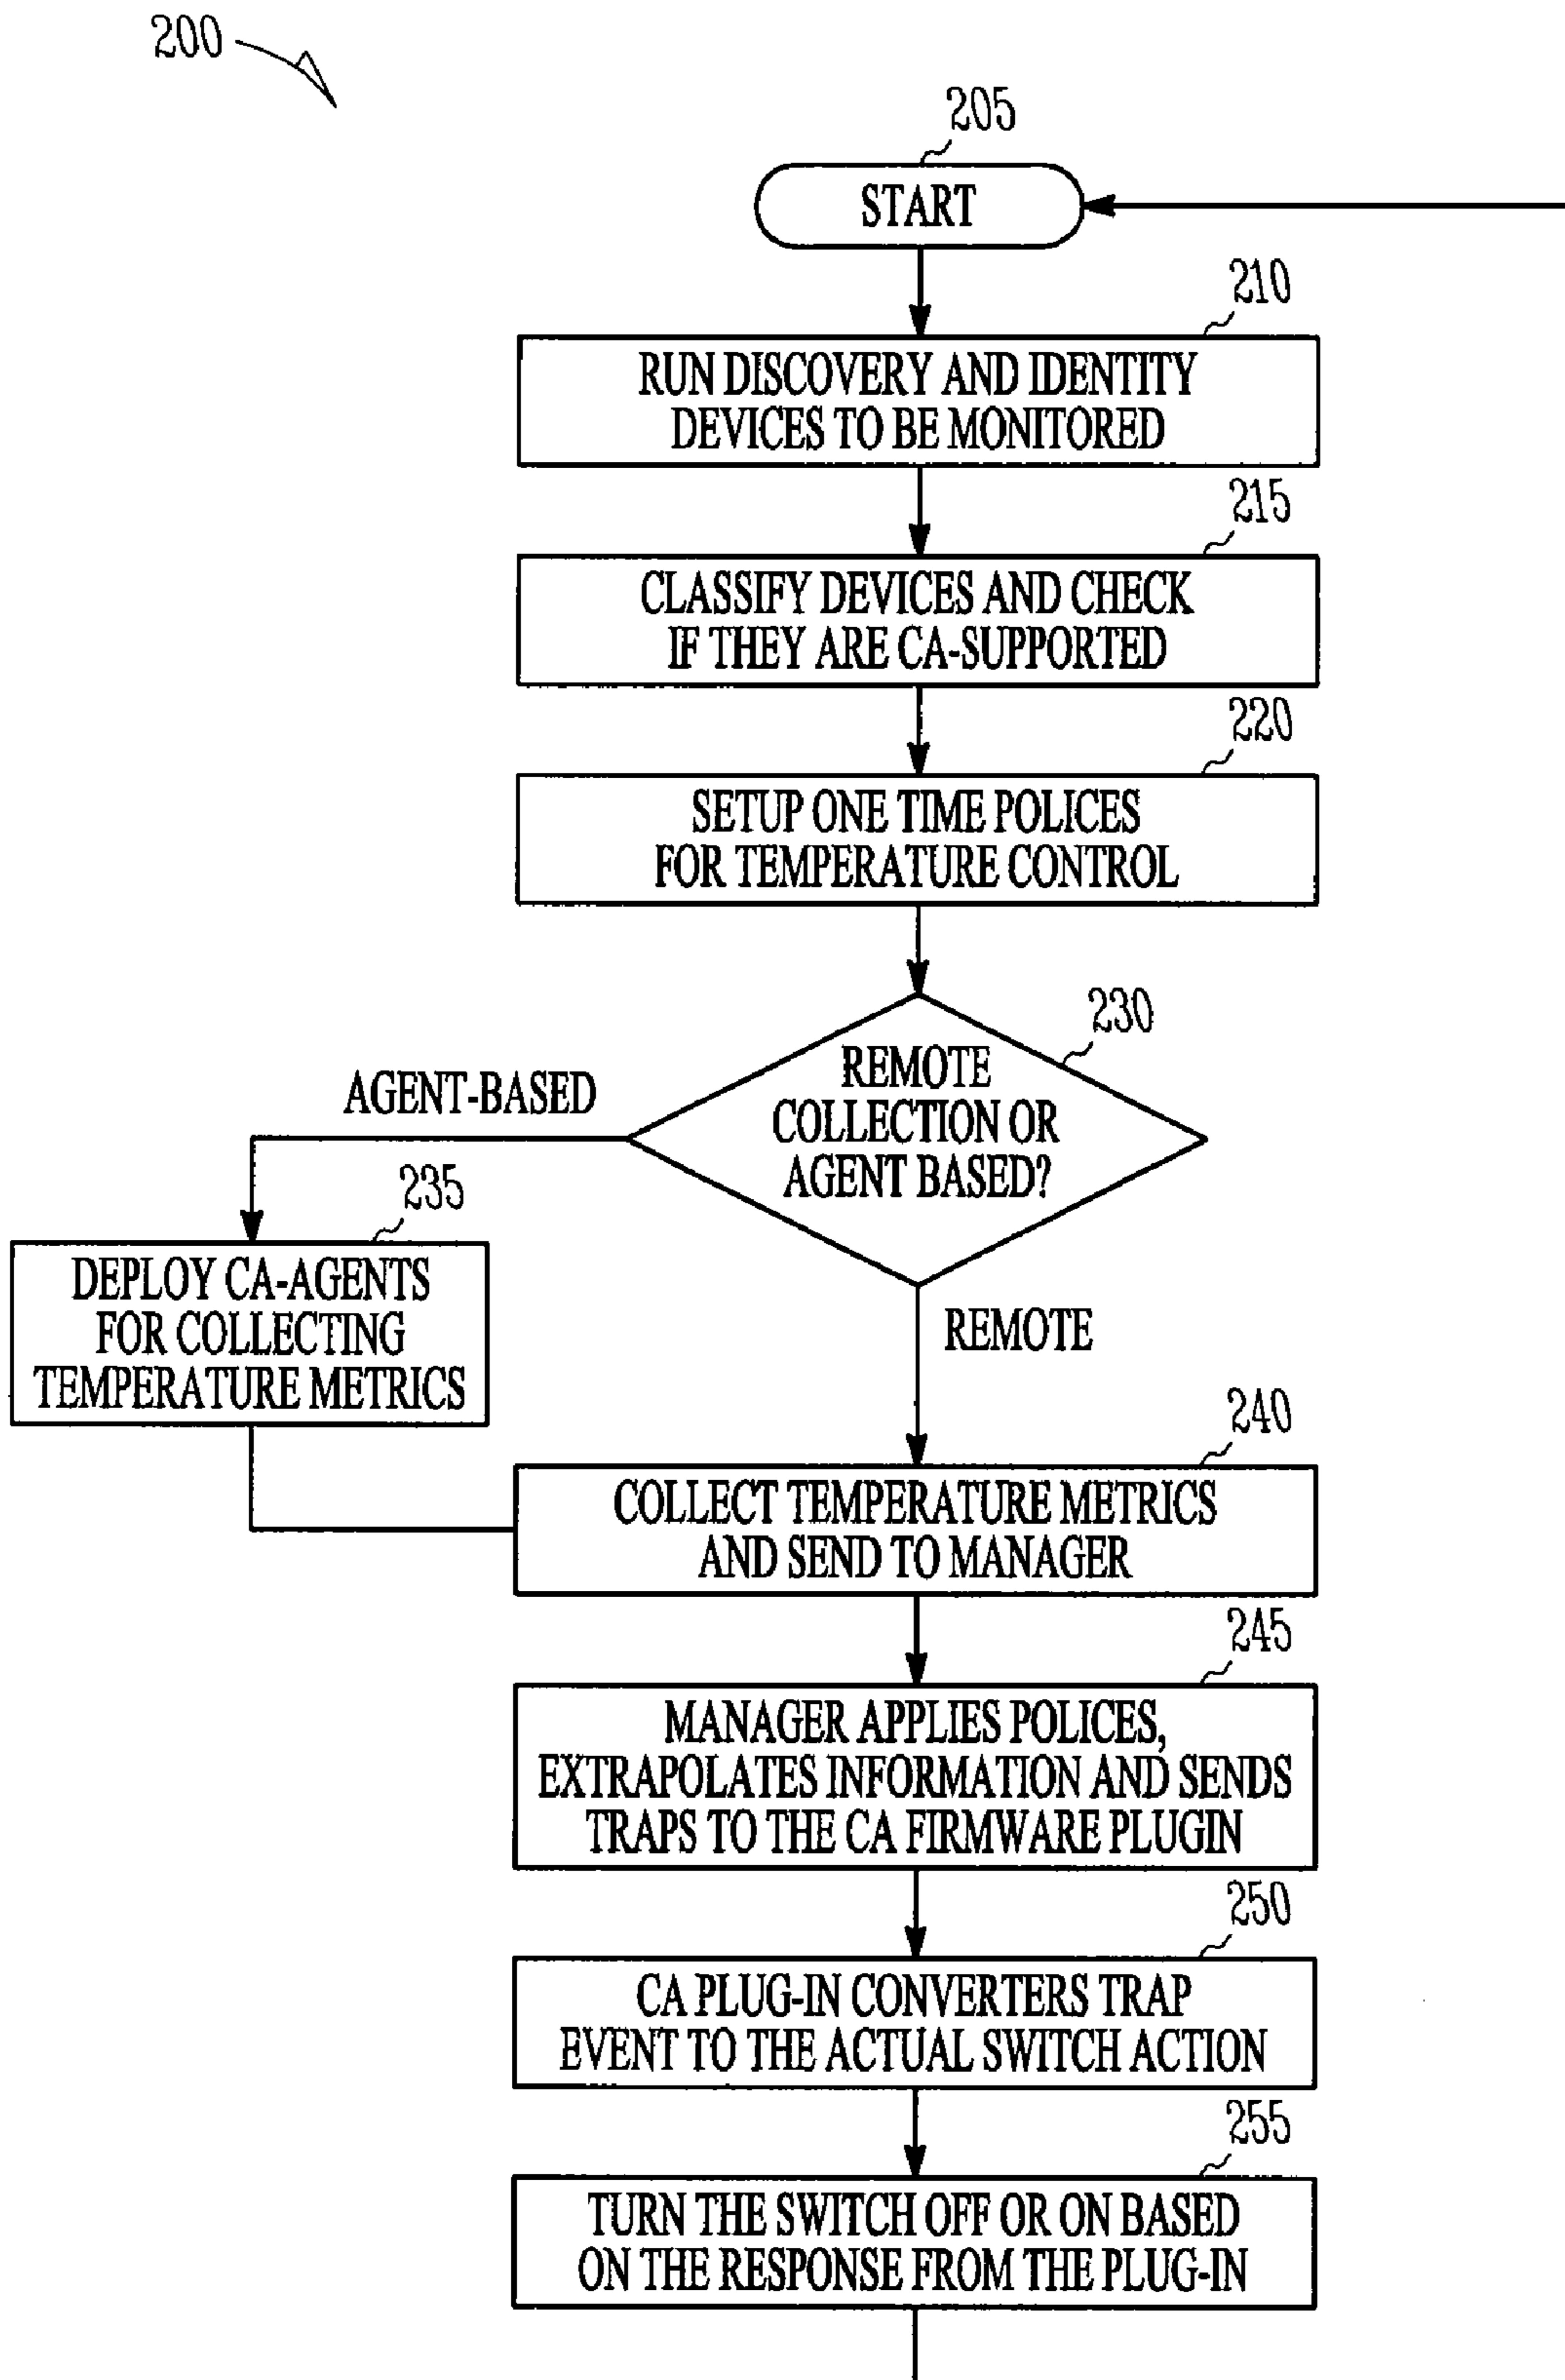 200
205
START
210
RUN DISCOVERY AND IDENTITY
DEVICES TO BE MONITORED
215
CLASSIFY DEVICES AND CHECK
IF THEY ARE CA-SUPPORTED
220
SETUP ONE TIME POLICES
FOR TEMPERATURE CONTROL
230
REMOTE
COLLECTION OR
AGENT BASED?
AGENT-BASED
235
DEPLOY CA-AGENTS
FOR COLLECTING
TEMPERATURE METRICS
REMOTE
240
COLLECT TEMPERATURE METRICS
AND SEND TO MANAGER
245
MANAGER APPLIES POLICES,
EXTRAPOLATES INFORMATION AND SENDS
TRAPS TO THE CA FIRMWARE PLUGIN
250
CA PLUG-IN CONVERTERS TRAP
EVENT TO THE ACTUAL SWITCH ACTION
255
TURN THE SWITCH OFF OR ON BASED
ON THE RESPONSE FROM THE PLUG-IN